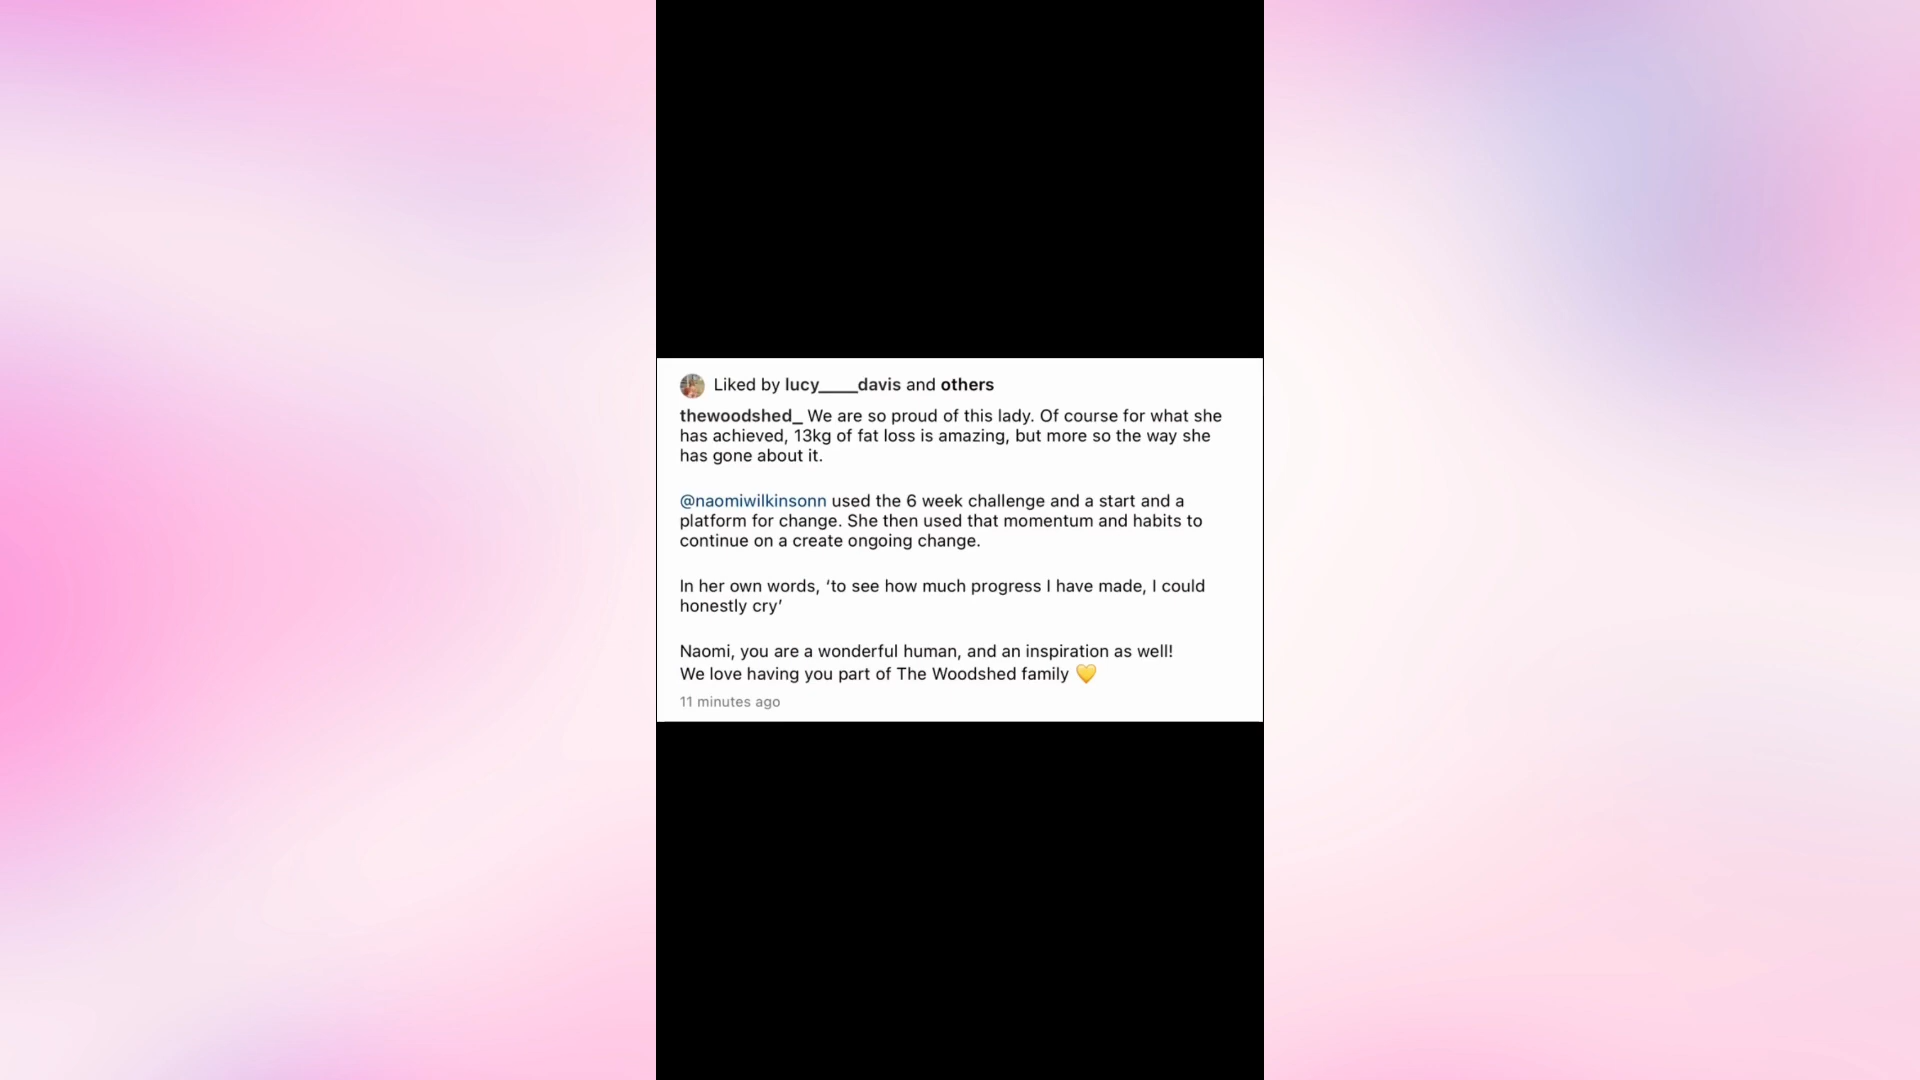 Liked by lucy_____davis and others
thewoodshed_ We are so proud of this lady. Of course for what she
has achieved, 13kg of fat loss is amazing, but more so the way she
has gone about it.
@naomiwilkinsonn used the 6 week challenge and a start and a
platform for change. She then used that momentum and habits to
continue on a create ongoing change.
In her own words, ‘to see how much progress I have made, I could
honestly cry’
Naomi, you are a wonderful human, and an inspiration as well!
We love having you part of The Woodshed family 💛
11 minutes ago